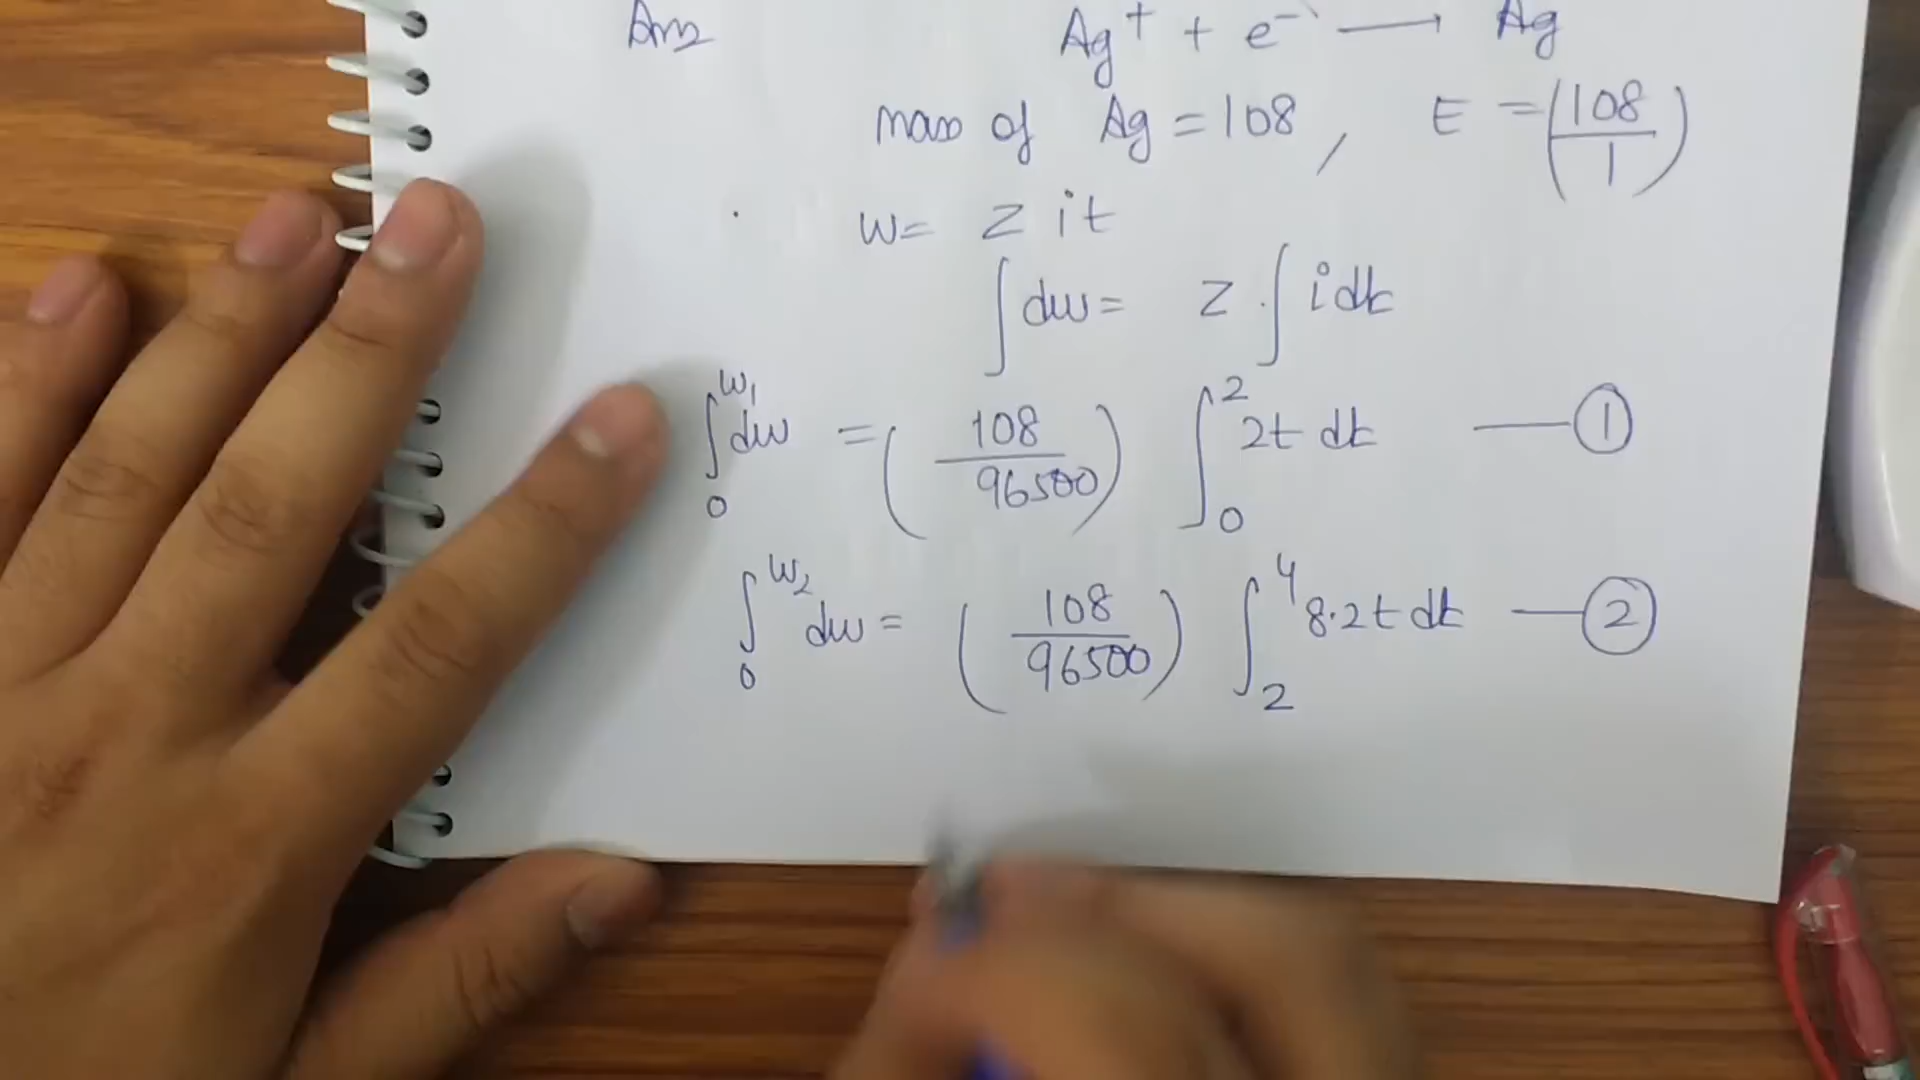 Ans
Ag⁺ + e⁻ ⟶ Ag
mass of Ag = 108 , E = (108/1)
w = Z i t
∫ dw = Z . ∫ i dt
∫₀^W₁ dw = (108/96500) ∫₀² 2t dt — ①
∫₀^W₂ dw = (108/96500) ∫₂⁴ 8.2t dt — ②